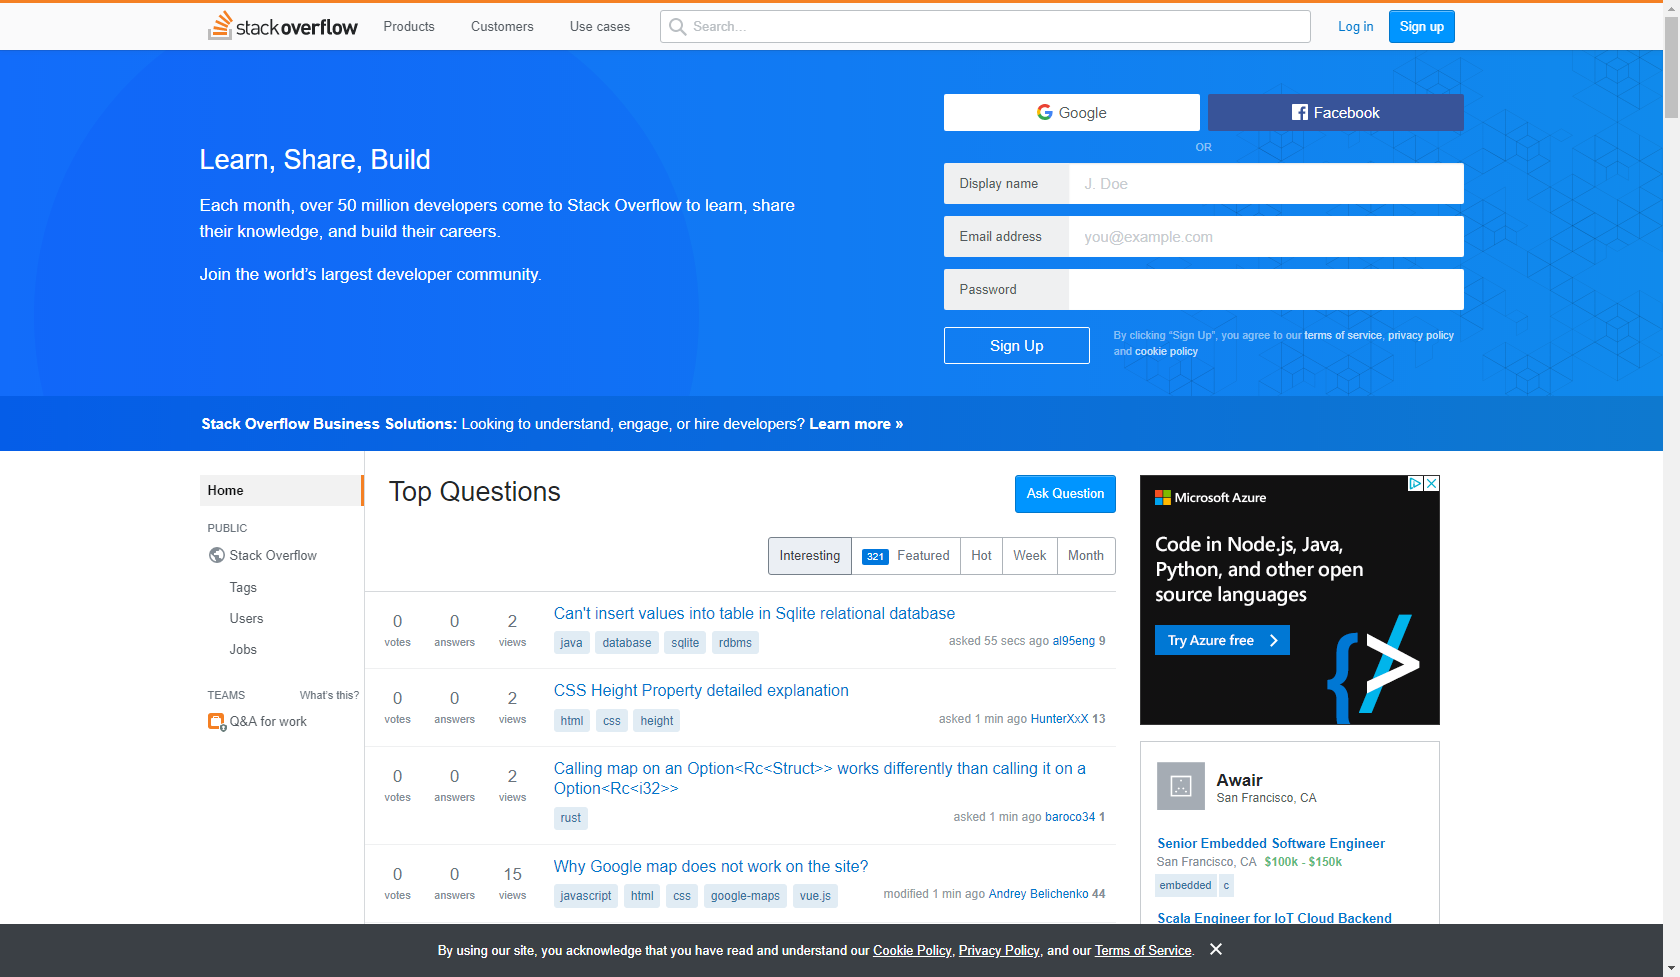 stackoverflow
Products
Customers
Use cases
Search...
Log in
Sign up
Learn, Share, Build
Each month, over 50 million developers come to Stack Overflow to learn, share
their knowledge, and build their careers.
Join the world's largest developer community.
Google
Facebook
OR
Display name
J. Doe
Email address
you@example.com
Password
Sign Up
By clicking "Sign Up", you agree to our terms of service, privacy policy
and cookie policy
Stack Overflow Business Solutions: Looking to understand, engage, or hire developers? Learn more »
Home
PUBLIC
Stack Overflow
Tags
Users
Jobs
TEAMS
What's this?
Q&A for work
Top Questions
Ask Question
Interesting
321 Featured
Hot
Week
Month
0 votes
0 answers
2 views
Can't insert values into table in Sqlite relational database
java database sqlite rdbms
asked 55 secs ago al95eng 9
0 votes
0 answers
2 views
CSS Height Property detailed explanation
html css height
asked 1 min ago HunterXxX 13
0 votes
0 answers
2 views
Calling map on an Option<Rc<Struct>> works differently than calling it on a
Option<Rc<i32>>
rust
asked 1 min ago baroco34 1
0 votes
0 answers
15 views
Why Google map does not work on the site?
javascript html css google-maps vue.js
modified 1 min ago Andrey Belichenko 44
Microsoft Azure
Code in Node.js, Java,
Python, and other open
source languages
Try Azure free
Awair
San Francisco, CA
Senior Embedded Software Engineer
San Francisco, CA $100k - $150k
embedded c
Scala Engineer for IoT Cloud Backend
By using our site, you acknowledge that you have read and understand our Cookie Policy, Privacy Policy, and our Terms of Service.